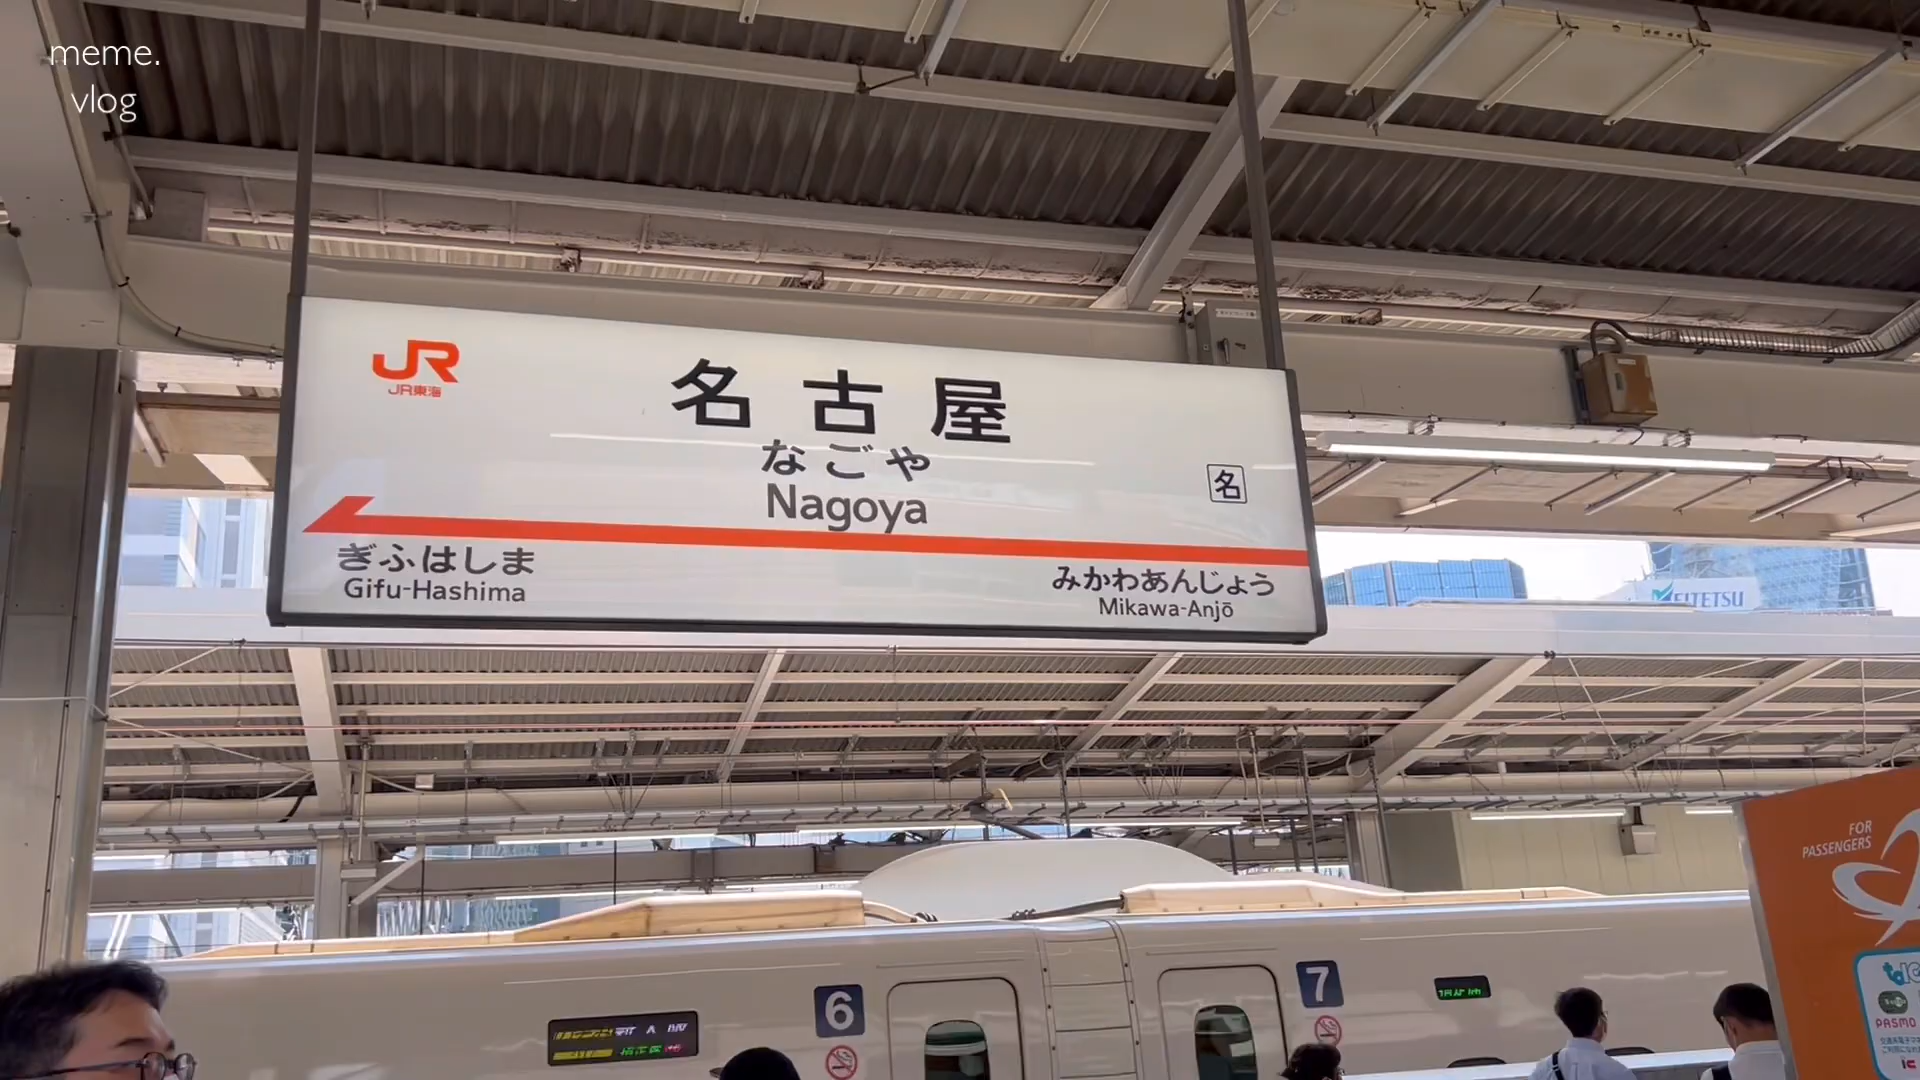 meme.
vlog
JR
JR東海
名古屋
なごや
Nagoya
名
ぎふはしま
Gifu-Hashima
みかわあんじょう
Mikawa-Anjō
MEITETSU
6
7
FOR
PASSENGERS
PASMO